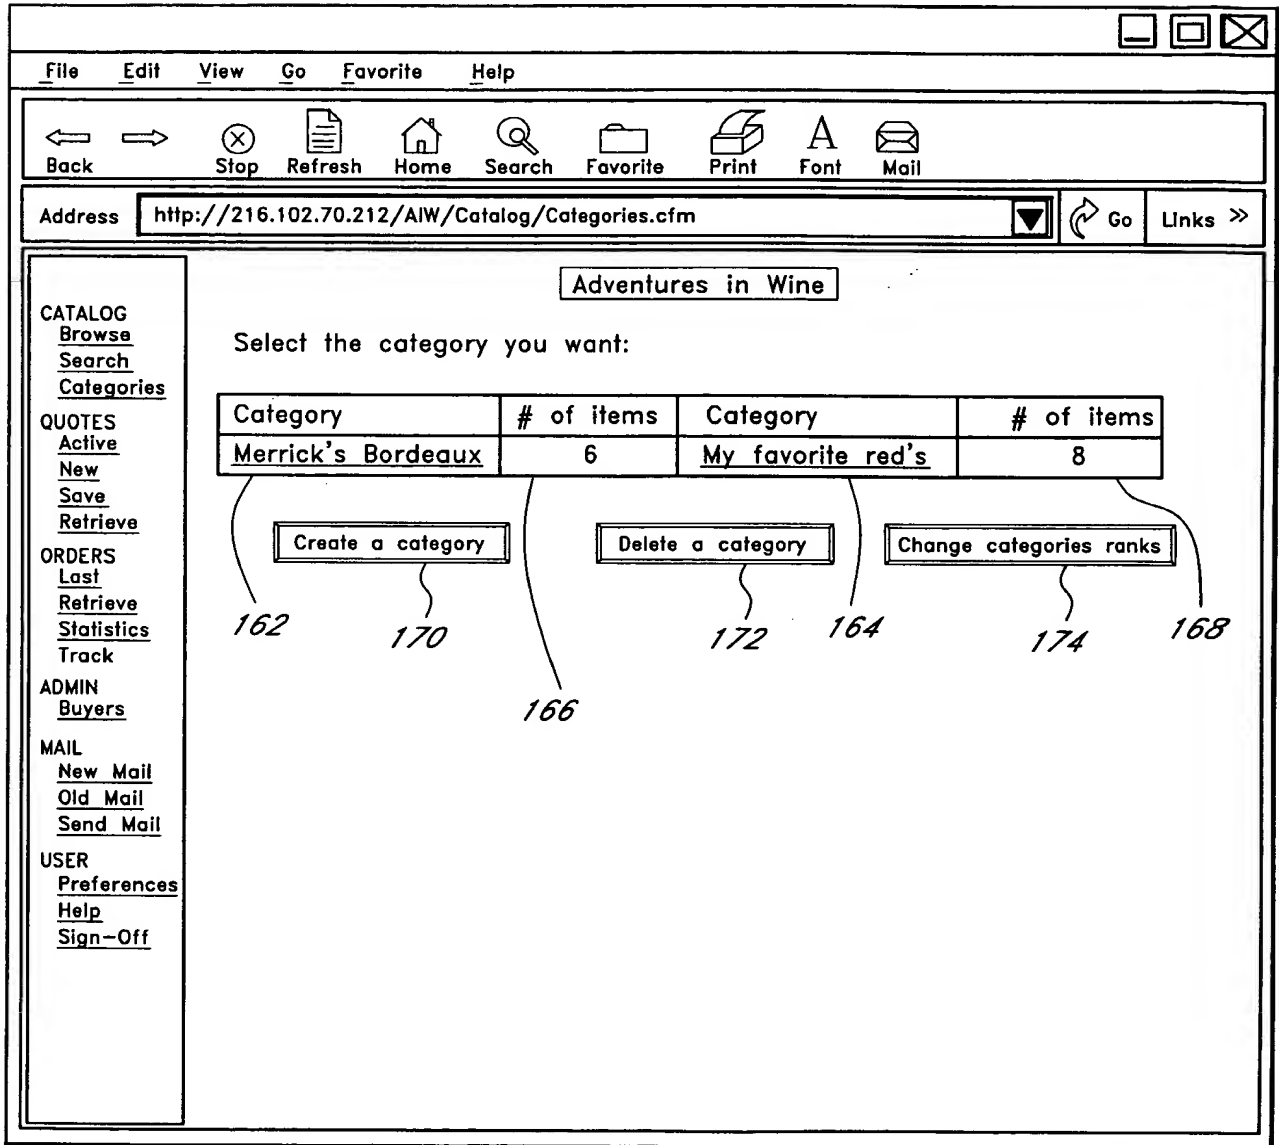 File Edit View Go Favorite Help
Back Stop Refresh Home Search Favorite Print Font Mail
Address http://216.102.70.212/AIW/Catalog/Categories.cfm Go Links »
CATALOG
Browse
Search
Categories
QUOTES
Active
New
Save
Retrieve
ORDERS
Last
Retrieve
Statistics
Track
ADMIN
Buyers
MAIL
New Mail
Old Mail
Send Mail
USER
Preferences
Help
Sign-Off
Adventures in Wine
Select the category you want:
Category # of items Category # of items
Merrick's Bordeaux 6 My favorite red's 8
Create a category Delete a category Change categories ranks
162 170 172 164 174 168
166